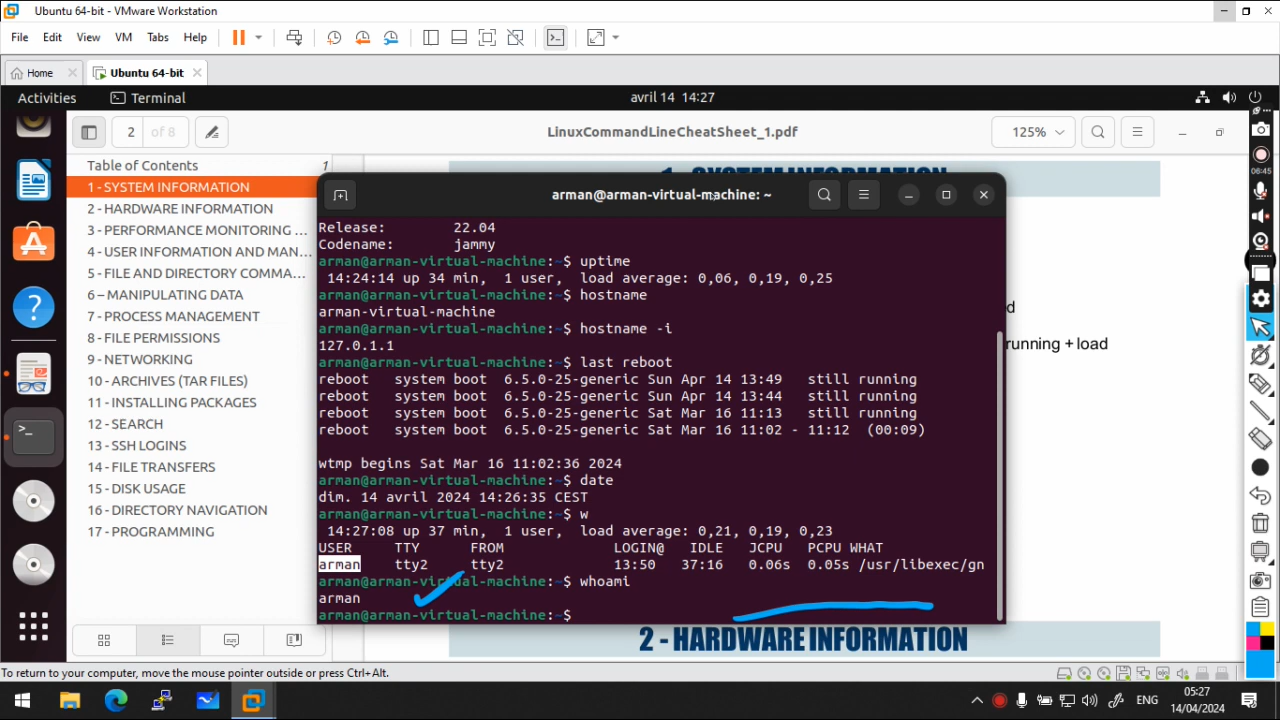 Ubuntu 64-bit - VMware Workstation
File Edit View VM Tabs Help
Home Ubuntu 64-bit
Activities Terminal avril 14 14:27
2 of 8 LinuxCommandLineCheatSheet_1.pdf 125%
Table of Contents 1
1 - SYSTEM INFORMATION
2 - HARDWARE INFORMATION
3 - PERFORMANCE MONITORING ...
4 - USER INFORMATION AND MAN...
5 - FILE AND DIRECTORY COMMA...
6 – MANIPULATING DATA
7 - PROCESS MANAGEMENT
8 - FILE PERMISSIONS
9 - NETWORKING
10 - ARCHIVES (TAR FILES)
11 - INSTALLING PACKAGES
12 - SEARCH
13 - SSH LOGINS
14 - FILE TRANSFERS
15 - DISK USAGE
16 - DIRECTORY NAVIGATION
17 - PROGRAMMING
1 - SYSTEM INFORMATION
running + load
arman@arman-virtual-machine: ~
Release: 22.04
Codename: jammy
arman@arman-virtual-machine:~$ uptime
14:24:14 up 34 min, 1 user, load average: 0,06, 0,19, 0,25
arman@arman-virtual-machine:~$ hostname
arman-virtual-machine
arman@arman-virtual-machine:~$ hostname -i
127.0.1.1
arman@arman-virtual-machine:~$ last reboot
reboot system boot 6.5.0-25-generic Sun Apr 14 13:49 still running
reboot system boot 6.5.0-25-generic Sun Apr 14 13:44 still running
reboot system boot 6.5.0-25-generic Sat Mar 16 11:13 still running
reboot system boot 6.5.0-25-generic Sat Mar 16 11:02 - 11:12 (00:09)
wtmp begins Sat Mar 16 11:02:36 2024
arman@arman-virtual-machine:~$ date
dim. 14 avril 2024 14:26:35 CEST
arman@arman-virtual-machine:~$ w
14:27:08 up 37 min, 1 user, load average: 0,21, 0,19, 0,23
USER TTY FROM LOGIN@ IDLE JCPU PCPU WHAT
arman tty2 tty2 13:50 37:16 0.06s 0.05s /usr/libexec/gn
arman@arman-virtual-machine:~$ whoami
arman
arman@arman-virtual-machine:~$
2 - HARDWARE INFORMATION
06:45
To return to your computer, move the mouse pointer outside or press Ctrl+Alt.
ENG
05:27
14/04/2024